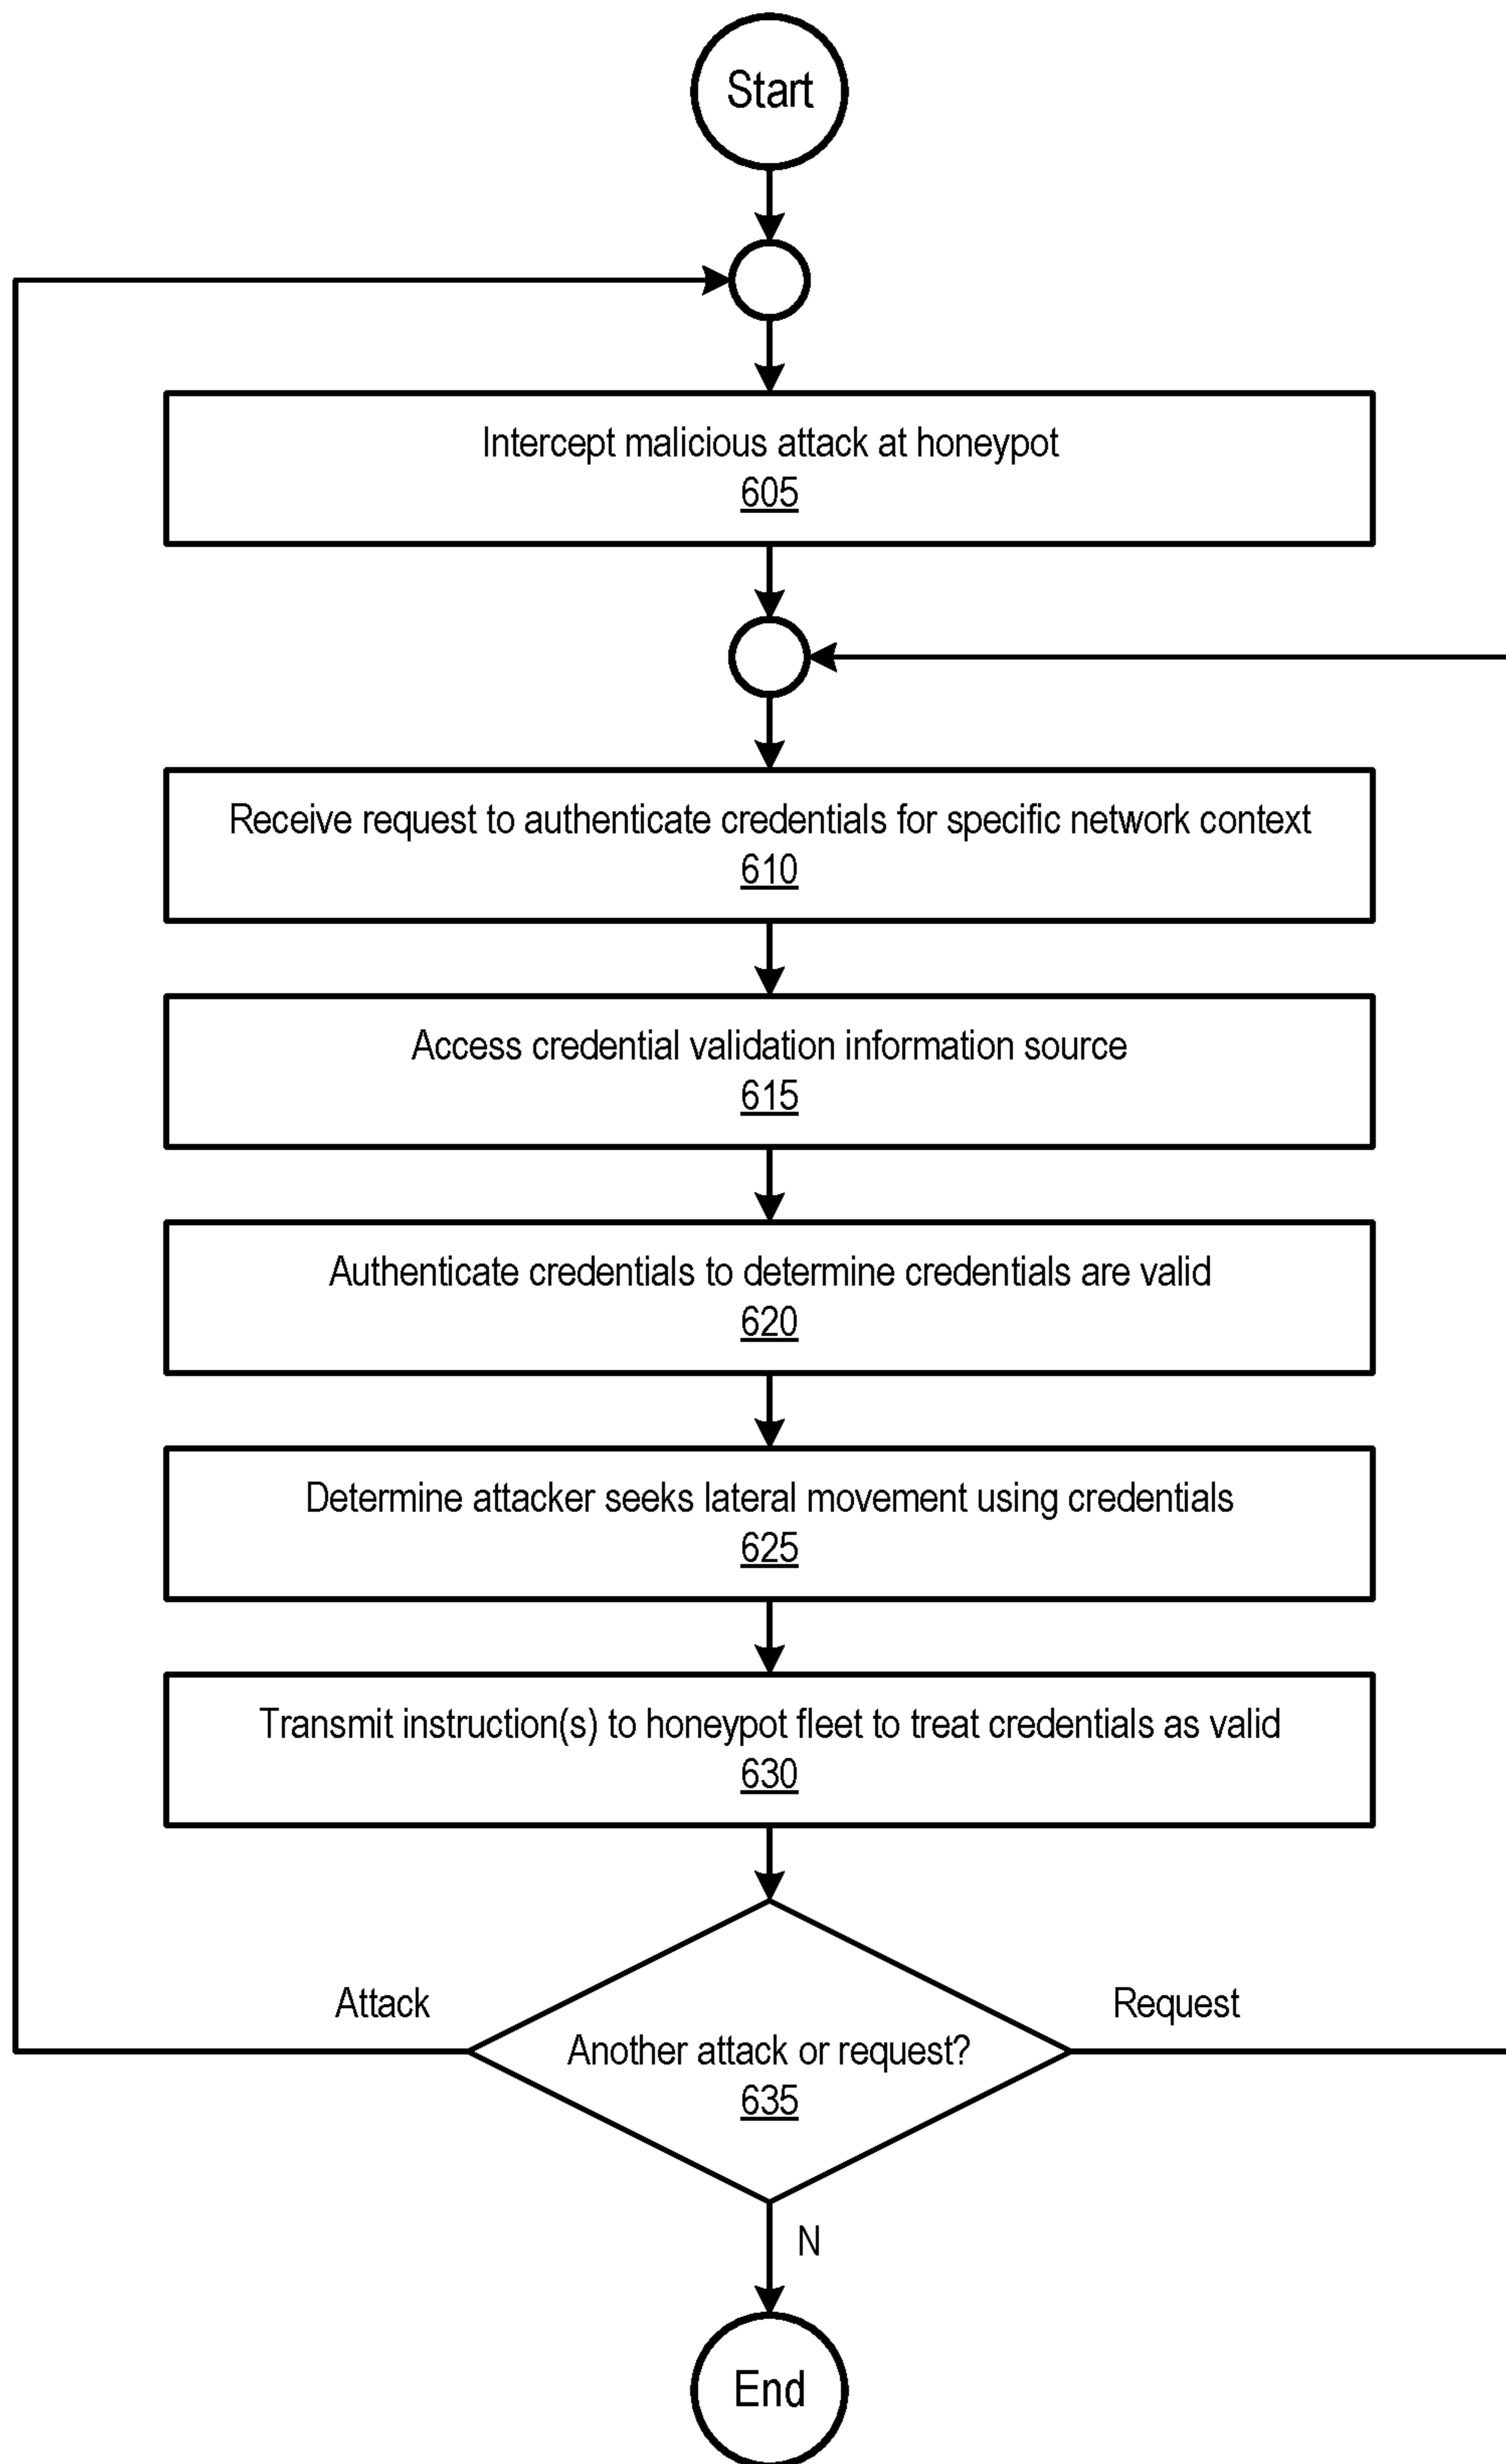 Start
Intercept malicious attack at honeypot
605
Receive request to authenticate credentials for specific network context
610
Access credential validation information source
615
Authenticate credentials to determine credentials are valid
620
Determine attacker seeks lateral movement using credentials
625
Transmit instruction(s) to honeypot fleet to treat credentials as valid
630
Attack
Request
Another attack or request?
635
N
End